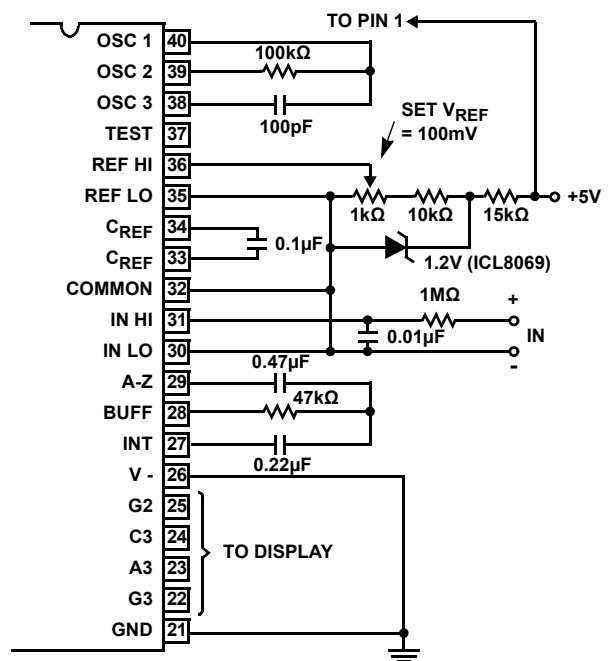 TO PIN 1
OSC 1 40
100kΩ
OSC 2 39
OSC 3 38
100pF
SET VREF
= 100mV
TEST 37
REF HI 36
REF LO 35
1kΩ 10kΩ 15kΩ +5V
CREF 34
0.1µF
CREF 33
1.2V (ICL8069)
COMMON 32
1MΩ
+
IN HI 31
0.01µF IN
IN LO 30
-
0.47µF
A-Z 29
47kΩ
BUFF 28
INT 27
0.22µF
V - 26
G2 25
C3 24
TO DISPLAY
A3 23
G3 22
GND 21